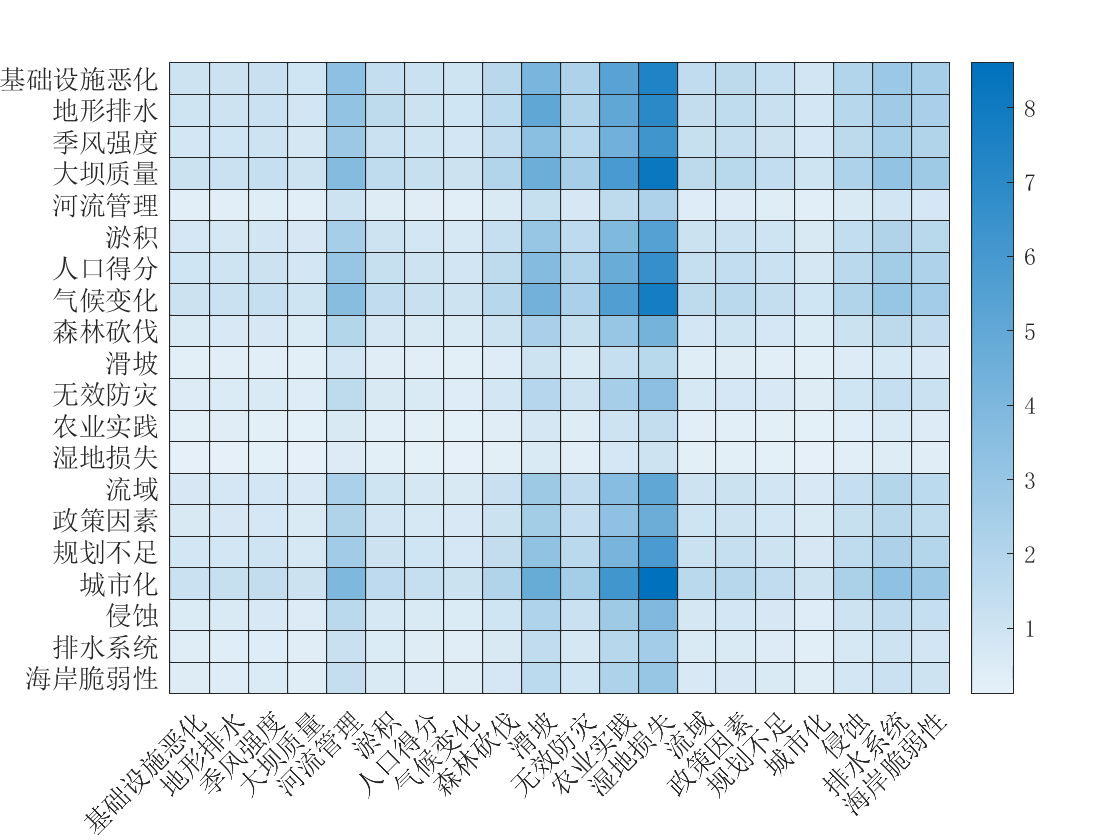 基础设施恶化
地形排水
季风强度
大坝质量
河流管理
淤积
人口得分
气候变化
森林砍伐
滑坡
无效防灾
农业实践
湿地损失
流域
政策因素
规划不足
城市化
侵蚀
排水系统
海岸脆弱性
基础设施恶化
地形排水
季风强度
大坝质量
河流管理
淤积
人口得分
气候变化
森林砍伐
滑坡
无效防灾
农业实践
湿地损失
流域
政策因素
规划不足
城市化
侵蚀
排水系统
海岸脆弱性
8
7
6
5
4
3
2
1